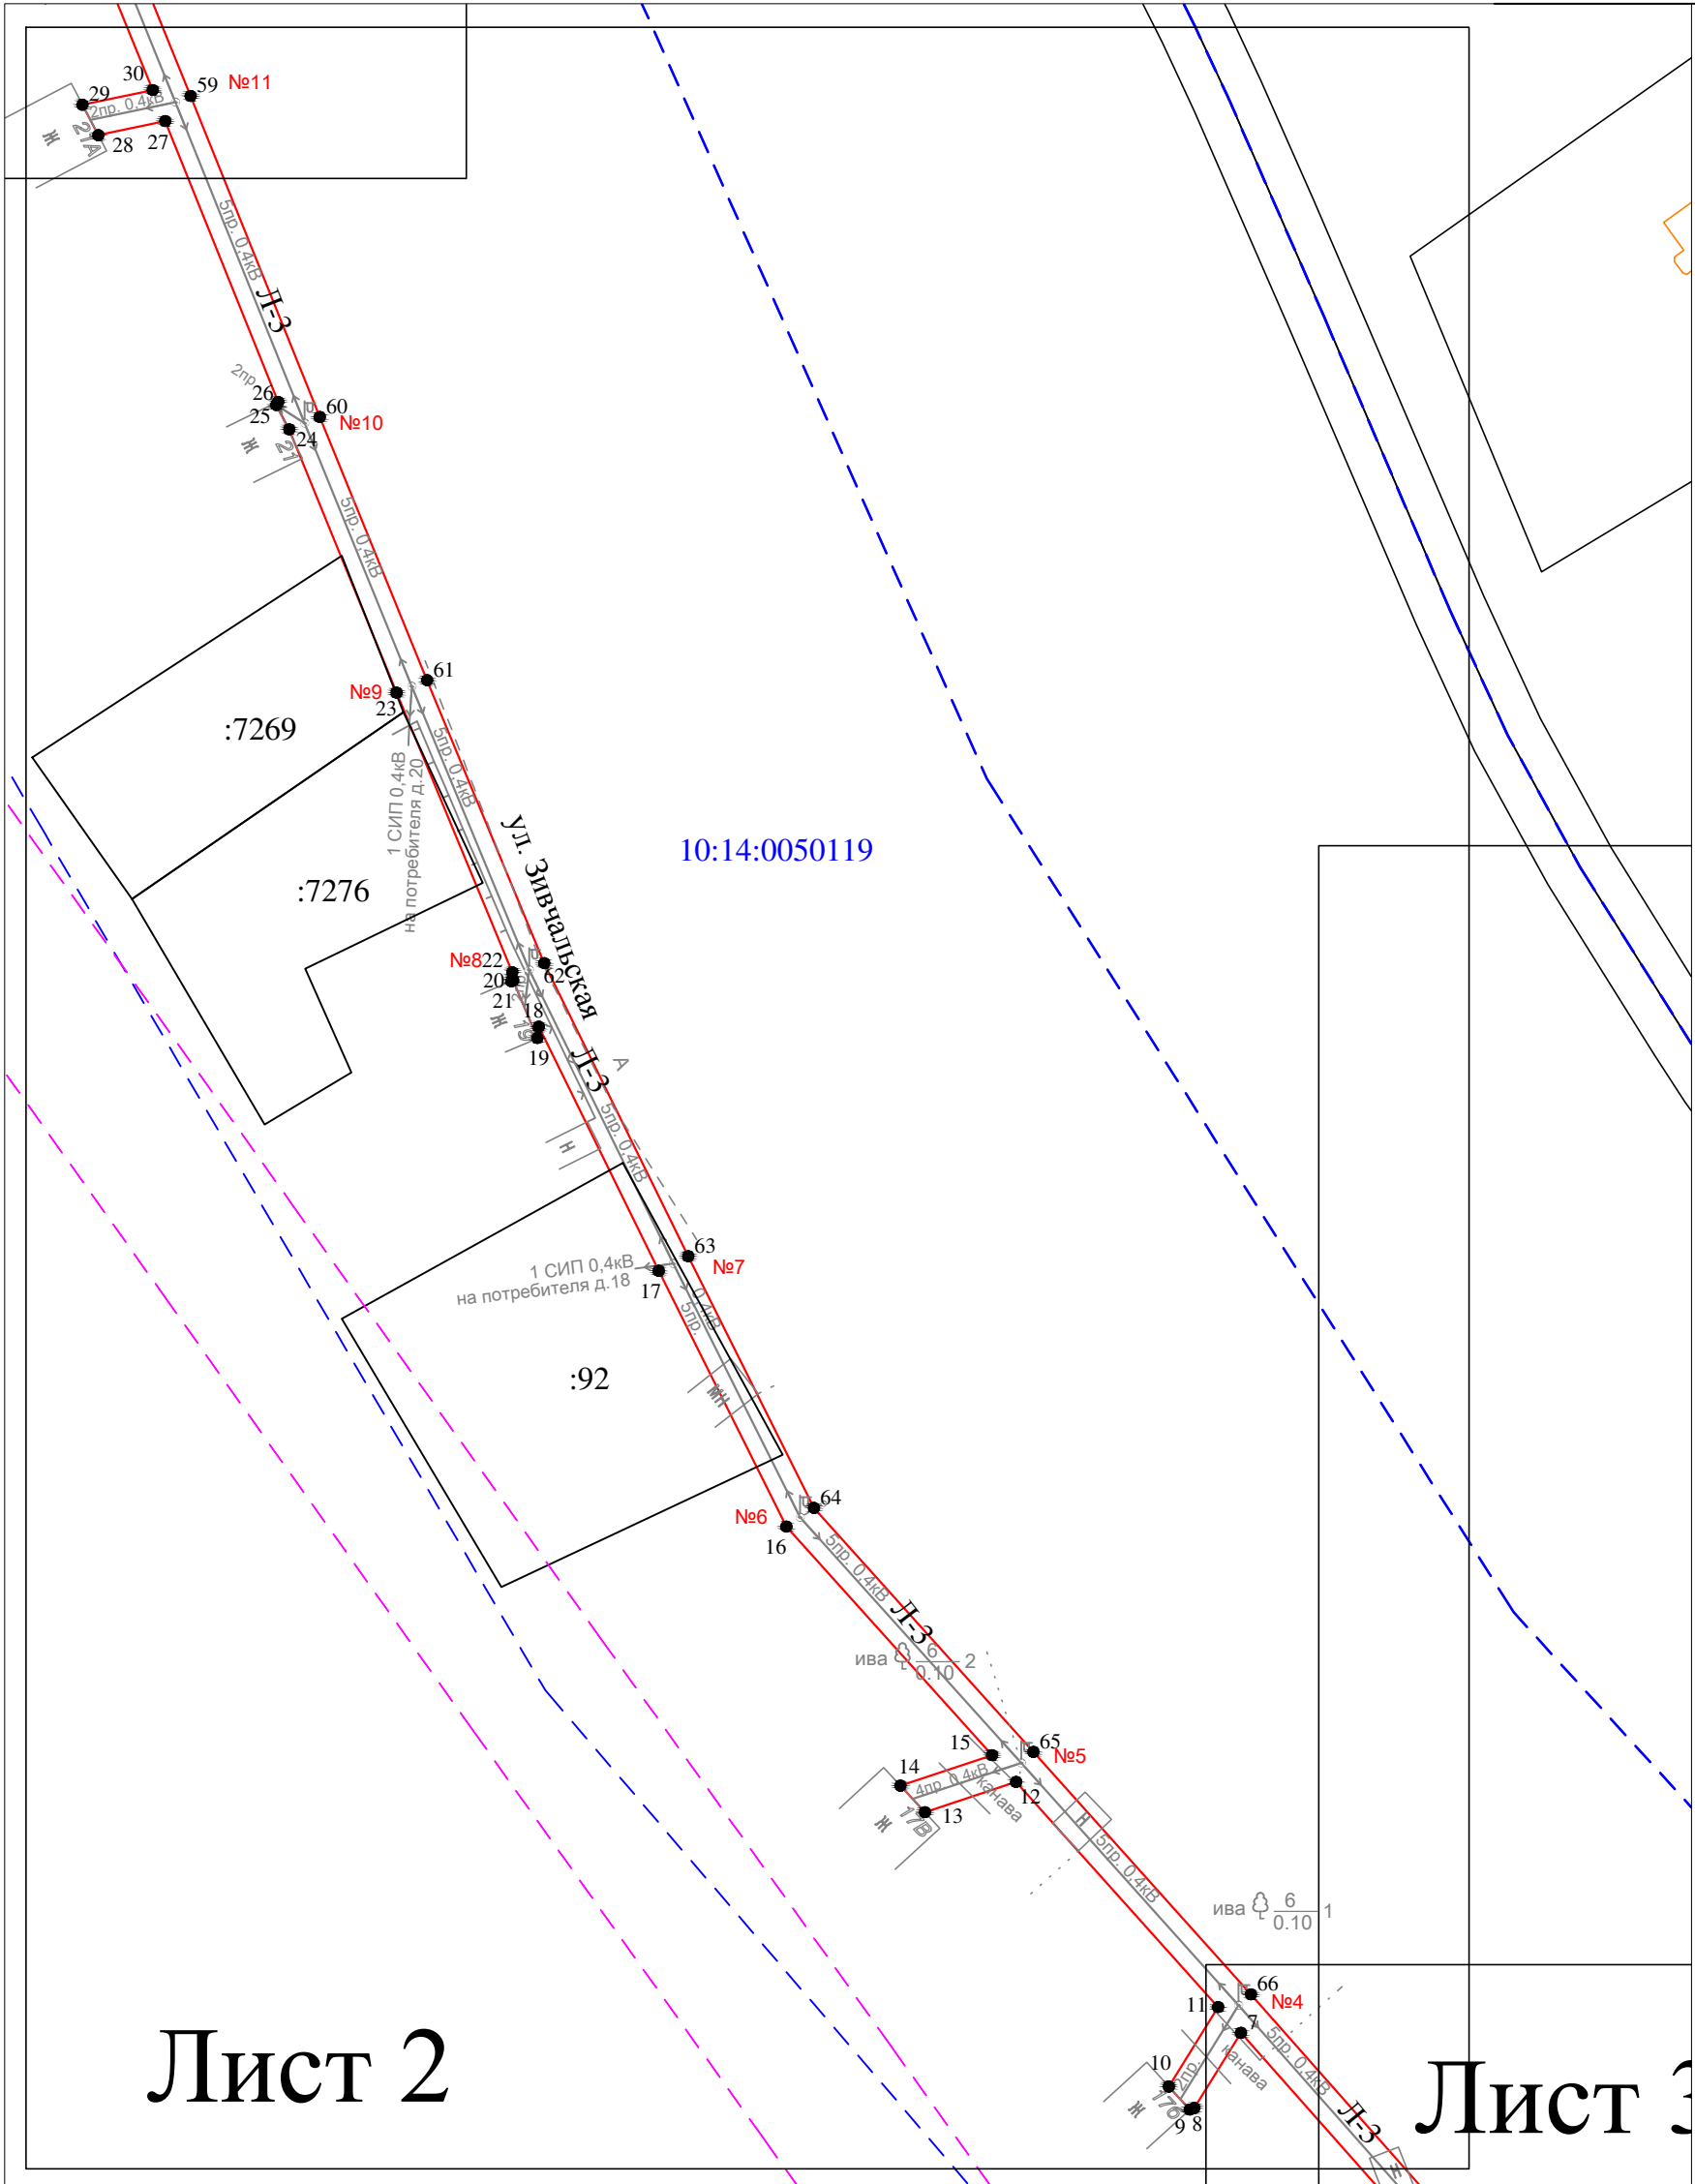 30
59
№11
29
2пр. 0,4кВ
21А
Ж
28
27
5пр. 0,4кВ
Л-3
2пр.
26
25
24
60
№10
21
Ж
5пр. 0,4кВ
61
№9
23
:7269
5пр. 0,4кВ
1 СИП 0,4кВ
на потребителя д.20
ул. Зивчальская
10:14:0050119
:7276
№8
22
20
21
62
2пр.
18
19
19
Ж
Л-3
А
5пр. 0,4кВ
Н
63
№7
1 СИП 0,4кВ
на потребителя д.18
17
5пр.
0,4кВ
:92
МН
64
№6
16
5пр. 0,4кВ
Л-3
ива 6 2
0.10
15
65
№5
14
4пр. 0,4кВ
12
канава
13
17В
Ж
Н
5пр. 0,4кВ
ива 6 1
0.10
66
№4
11
7
5пр. 0,4кВ
канава
10
2пр.
17б
Ж
9
8
Л-3
Н
Лист 2
Лист 3